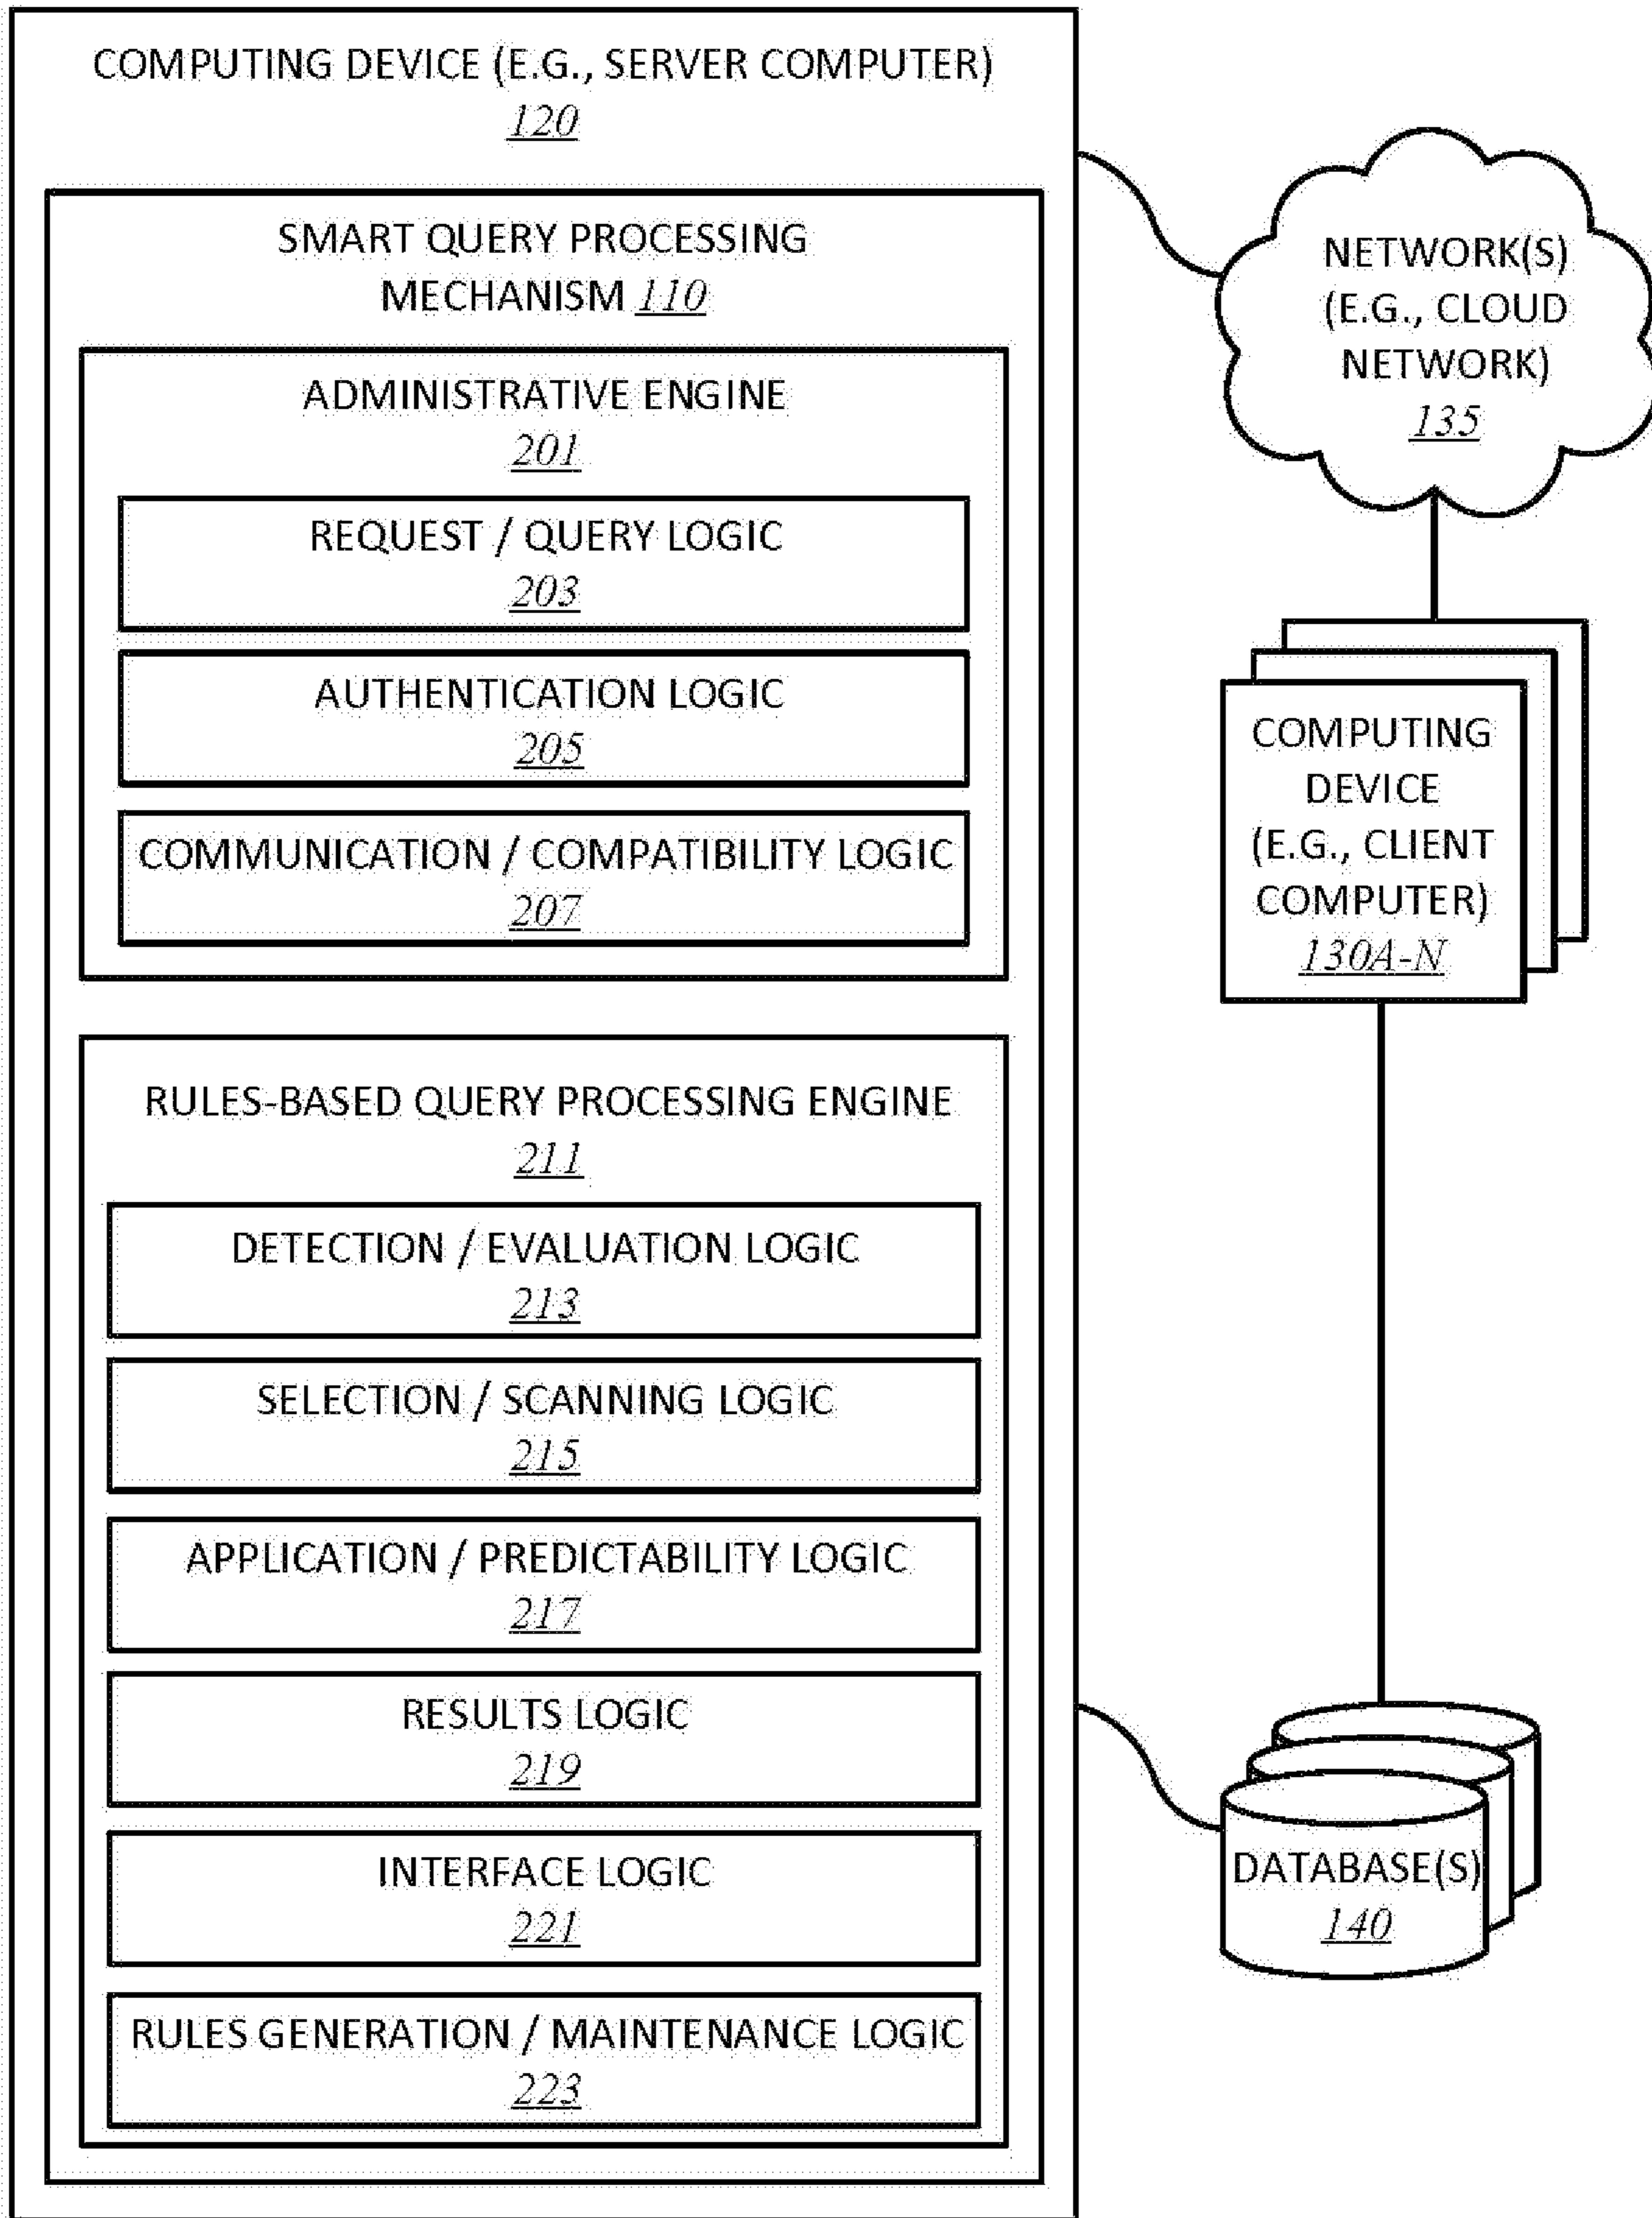 COMPUTING DEVICE (E.G., SERVER COMPUTER)
120
SMART QUERY PROCESSING
MECHANISM 110
ADMINISTRATIVE ENGINE
201
REQUEST / QUERY LOGIC
203
AUTHENTICATION LOGIC
205
COMMUNICATION / COMPATIBILITY LOGIC
207
RULES-BASED QUERY PROCESSING ENGINE
211
DETECTION / EVALUATION LOGIC
213
SELECTION / SCANNING LOGIC
215
APPLICATION / PREDICTABILITY LOGIC
217
RESULTS LOGIC
219
INTERFACE LOGIC
221
RULES GENERATION / MAINTENANCE LOGIC
223
NETWORK(S)
(E.G., CLOUD
NETWORK)
135
COMPUTING
DEVICE
(E.G., CLIENT
COMPUTER)
130A-N
DATABASE(S)
140